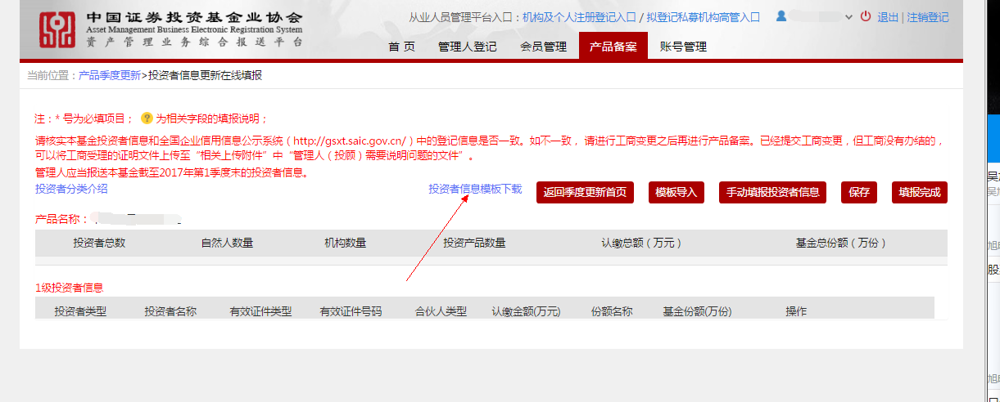 中国证券投资基金业协会
Asset Management Business Electronic Registration System
资产管理业务综合报送平台
从业人员管理平台入口：机构及个人注册登记入口 / 拟登记私募机构高管入口
退出 | 注销登记
首 页 管理人登记 会员管理 产品备案 账号管理
当前位置：产品季度更新>投资者信息更新在线填报
注：* 号为必填项目； ? 为相关字段的填报说明；
请核实本基金投资者信息和全国企业信用信息公示系统（http://gsxt.saic.gov.cn/）中的登记信息是否一致。如不一致， 请进行工商变更之后再进行产品备案。已经提交工商变更，但工商没有办结的，
可以将工商受理的证明文件上传至“相关上传附件”中“管理人（投顾）需要说明问题的文件”。
管理人应当报送本基金截至2017年第1季度末的投资者信息。
投资者分类介绍 投资者信息模板下载 返回季度更新首页 模板导入 手动填报投资者信息 保存 填报完成
产品名称：
投资者总数 自然人数量 机构数量 投资产品数量 认缴总额（万元） 基金总份额（万份）
1级投资者信息
投资者类型 投资者名称 有效证件类型 有效证件号码 合伙人类型 认缴金额(万元) 份额名称 基金份额(万份) 操作